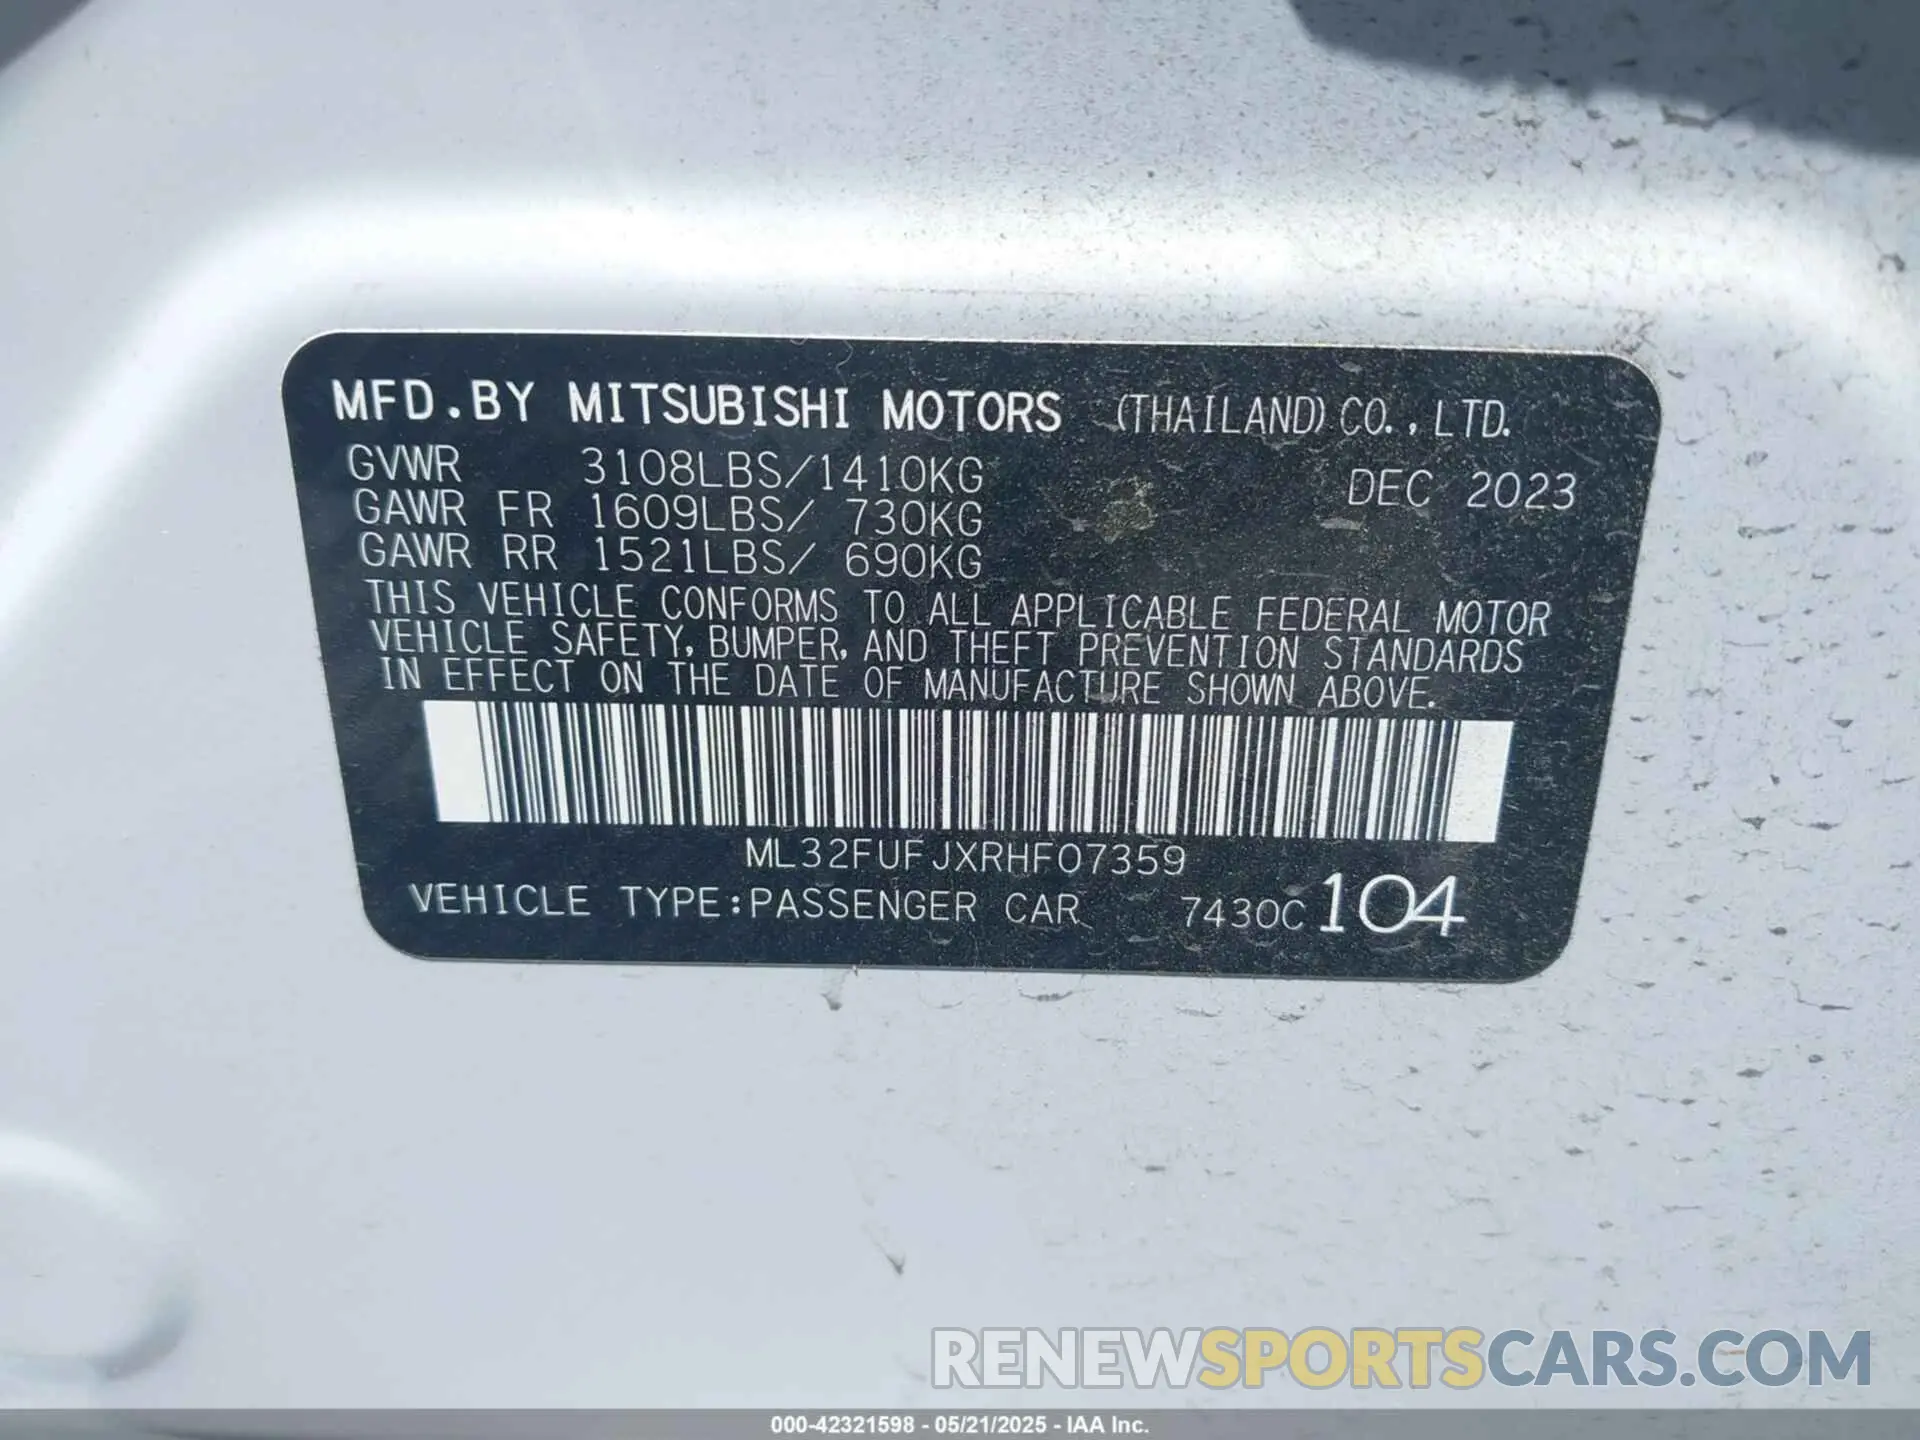 MFD.BY MITSUBISHI MOTORS (THAILAND)CO.,LTD.
GVWR 3108LBS/1410KG DEC 2023
GAWR FR 1609LBS/ 730KG
GAWR RR 1521LBS/ 690KG
THIS VEHICLE CONFORMS TO ALL APPLICABLE FEDERAL MOTOR
VEHICLE SAFETY, BUMPER, AND THEFT PREVENTION STANDARDS
IN EFFECT ON THE DATE OF MANUFACTURE SHOWN ABOVE.
ML32FUFJXRHF07359
VEHICLE TYPE:PASSENGER CAR 7430C 104
RENEWSPORTSCARS.COM
000-42321598 - 05/21/2025 - IAA Inc.